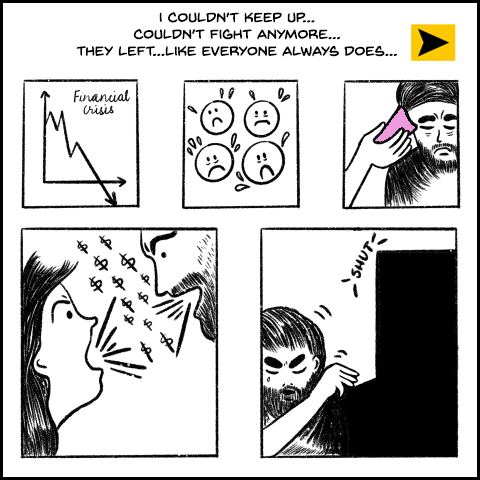 I COULDN'T KEEP UP...
COULDN'T FIGHT ANYMORE...
THEY LEFT...LIKE EVERYONE ALWAYS DOES...
Financial
Crisis
$ $ $ $ $ $ $ $ $ $ $ $ $
SHUT